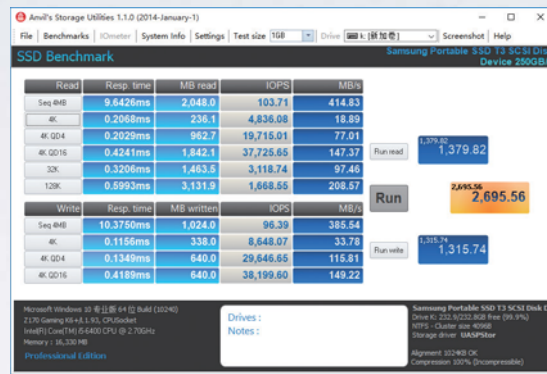 Anvil's Storage Utilities 1.1.0 (2014-January-1)
File Benchmarks IOmeter System Info Settings Test size 1GB Drive k: [新加卷] Screenshot Help
SSD Benchmark
Samsung Portable SSD T3 SCSI Dis
Device 250GB/
Read Resp. time MB read IOPS MB/s
Seq 4MB 9.6426ms 2,048.0 103.71 414.83
4K 0.2068ms 236.1 4,836.08 18.89
4K QD4 0.2029ms 962.7 19,715.01 77.01
4K QD16 0.4241ms 1,842.1 37,725.65 147.37
32K 0.3206ms 1,463.5 3,118.74 97.46
128K 0.5993ms 3,131.9 1,668.55 208.57
Run read
1,379.82
1,379.82
Run
2,695.56
2,695.56
Write Resp. time MB written IOPS MB/s
Seq 4MB 10.3750ms 1,024.0 96.39 385.54
4K 0.1156ms 338.0 8,648.07 33.78
4K QD4 0.1349ms 640.0 29,646.65 115.81
4K QD16 0.4189ms 640.0 38,199.60 149.22
Run write
1,315.74
1,315.74
Microsoft Windows 10 专业版 64 位 Build (10240)
Z170 Gaming K6+/1.93, CPUSocket
Intel(R) Core(TM) i5-6400 CPU @ 2.70GHz
Memory : 16,330 MB
Professional Edition
Drives :
Notes :
Samsung Portable SSD T3 SCSI Disk D
Drive K: 232.9/232.8GB free (99.9%)
NTFS - Cluster size 4096B
Storage driver UASPStor
Alignment 1024KB OK
Compression 100% (Incompressible)